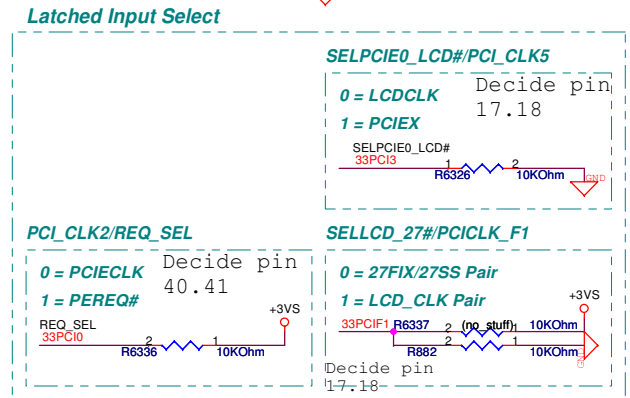 Latched Input Select
SELPCIE0_LCD#/PCI_CLK5
0 = LCDCLK
1 = PCIEX
Decide pin
17.18
SELPCIE0_LCD#
33PCI3
1
2
R6326
10KOhm
GND
PCI_CLK2/REQ_SEL
0 = PCIECLK
1 = PEREQ#
Decide pin
40.41
+3VS
REQ_SEL
33PCI0
2
1
R6336
10KOhm
SELLCD_27#/PCICLK_F1
0 = 27FIX/27SS Pair
1 = LCD_CLK Pair
+3VS
33PCIF1
R6337
2
(no_stuff)
1
10KOhm
R882
2
1
10KOhm
GND
Decide pin
17.18